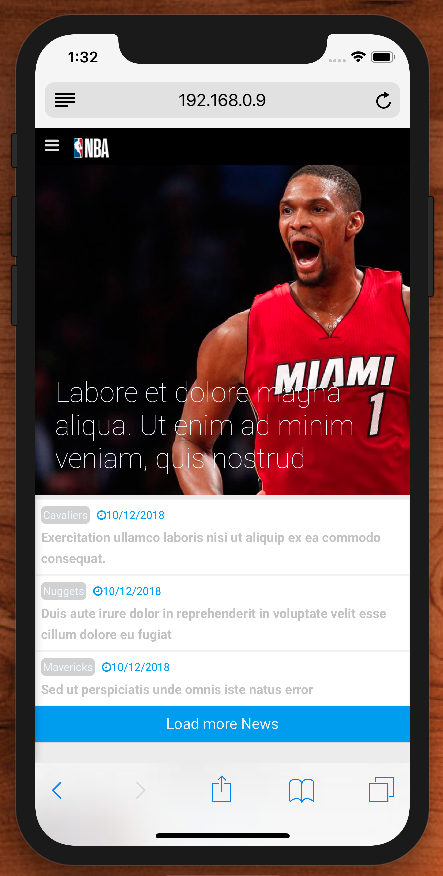 1:32
192.168.0.9
NBA
MIAMI
1
Labore et dolore magna
aliqua. Ut enim ad minim
veniam, quis nostrud
Cavaliers 10/12/2018
Exercitation ullamco laboris nisi ut aliquip ex ea commodo
consequat.
Nuggets 10/12/2018
Duis aute irure dolor in reprehenderit in voluptate velit esse
cillum dolore eu fugiat
Mavericks 10/12/2018
Sed ut perspiciatis unde omnis iste natus error
Load more News